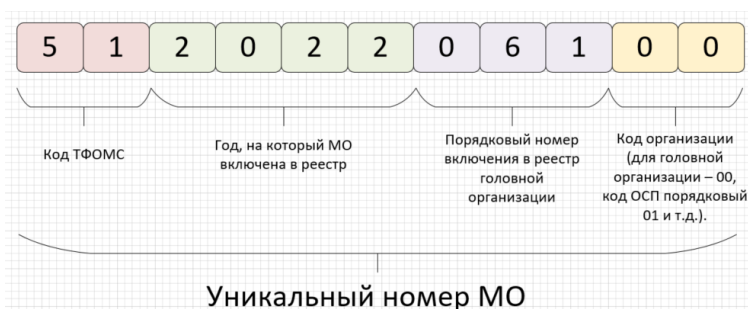 5 1 2 0 2 2 0 6 1 0 0
Код ТФОМС
Год, на который МО
включена в реестр
Порядковый номер
включения в реестр
головной
организации
Код организации
(для головной
организации – 00,
код ОСП порядковый
01 и т.д.).
Уникальный номер МО